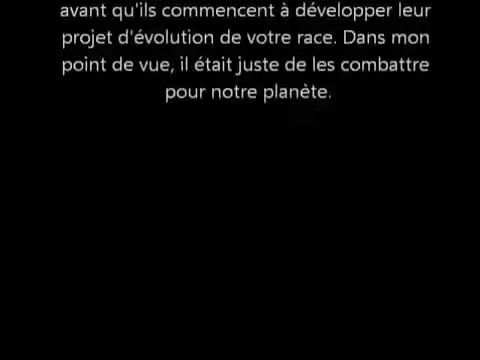 avant qu'ils commencent à développer leur
projet d'évolution de votre race. Dans mon
point de vue, il était juste de les combattre
pour notre planète.